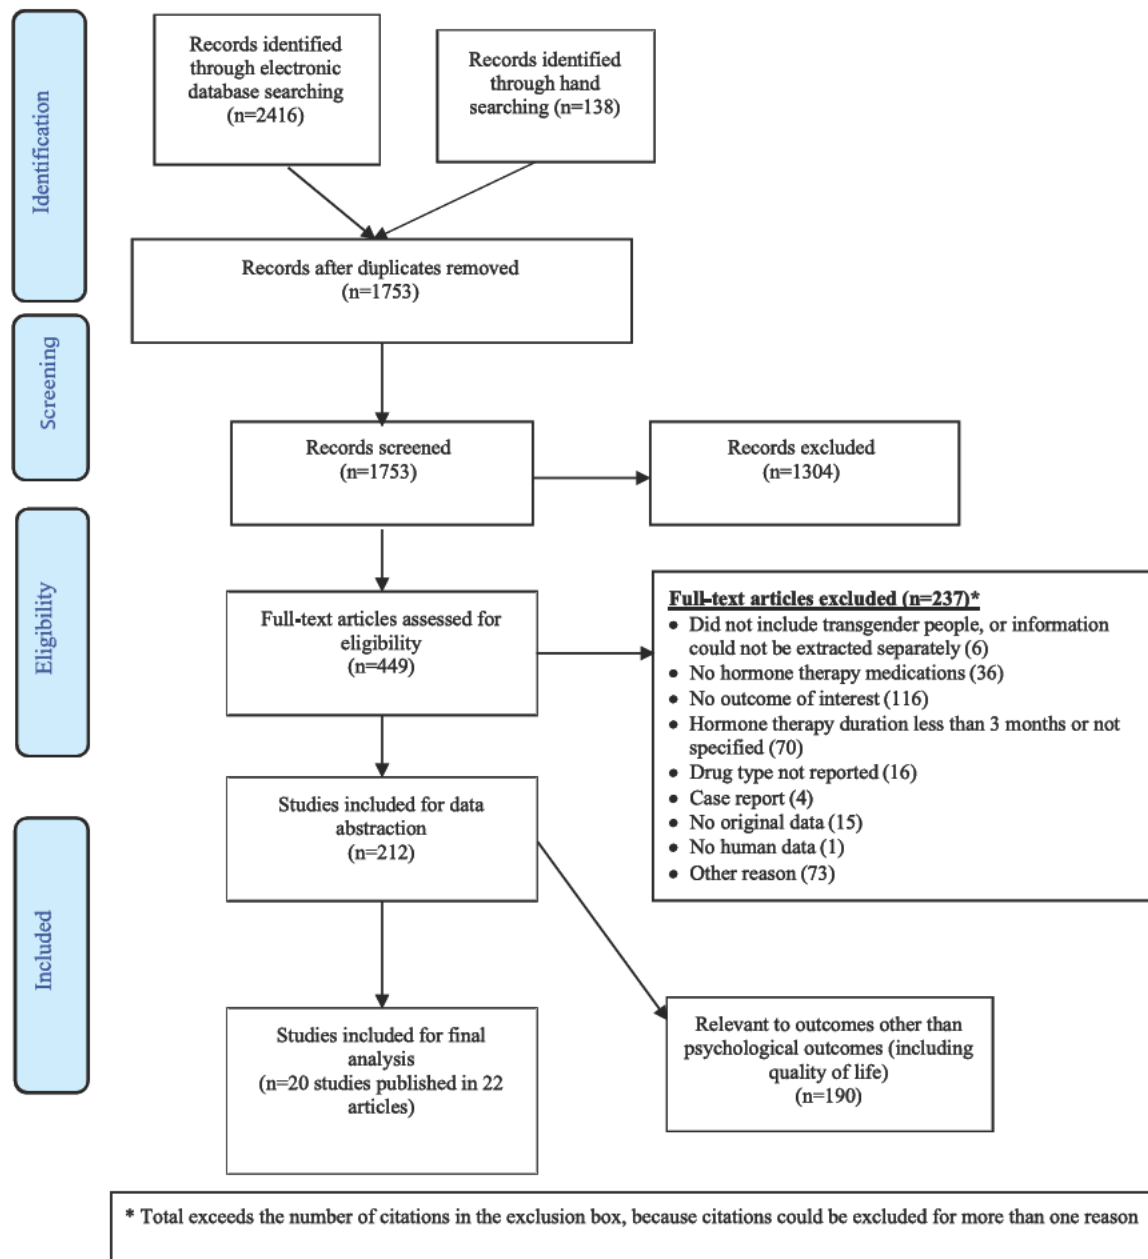 Identification
Records identified
through electronic
database searching
(n=2416)
Records identified
through hand
searching (n=138)
Records after duplicates removed
(n=1753)
Screening
Records screened
(n=1753)
Records excluded
(n=1304)
Eligibility
Full-text articles assessed for
eligibility
(n=449)
Full-text articles excluded (n=237)*
• Did not include transgender people, or information
could not be extracted separately (6)
• No hormone therapy medications (36)
• No outcome of interest (116)
• Hormone therapy duration less than 3 months or not
specified (70)
• Drug type not reported (16)
• Case report (4)
• No original data (15)
• No human data (1)
• Other reason (73)
Studies included for data
abstraction
(n=212)
Included
Studies included for final
analysis
(n=20 studies published in 22
articles)
Relevant to outcomes other than
psychological outcomes (including
quality of life)
(n=190)
* Total exceeds the number of citations in the exclusion box, because citations could be excluded for more than one reason